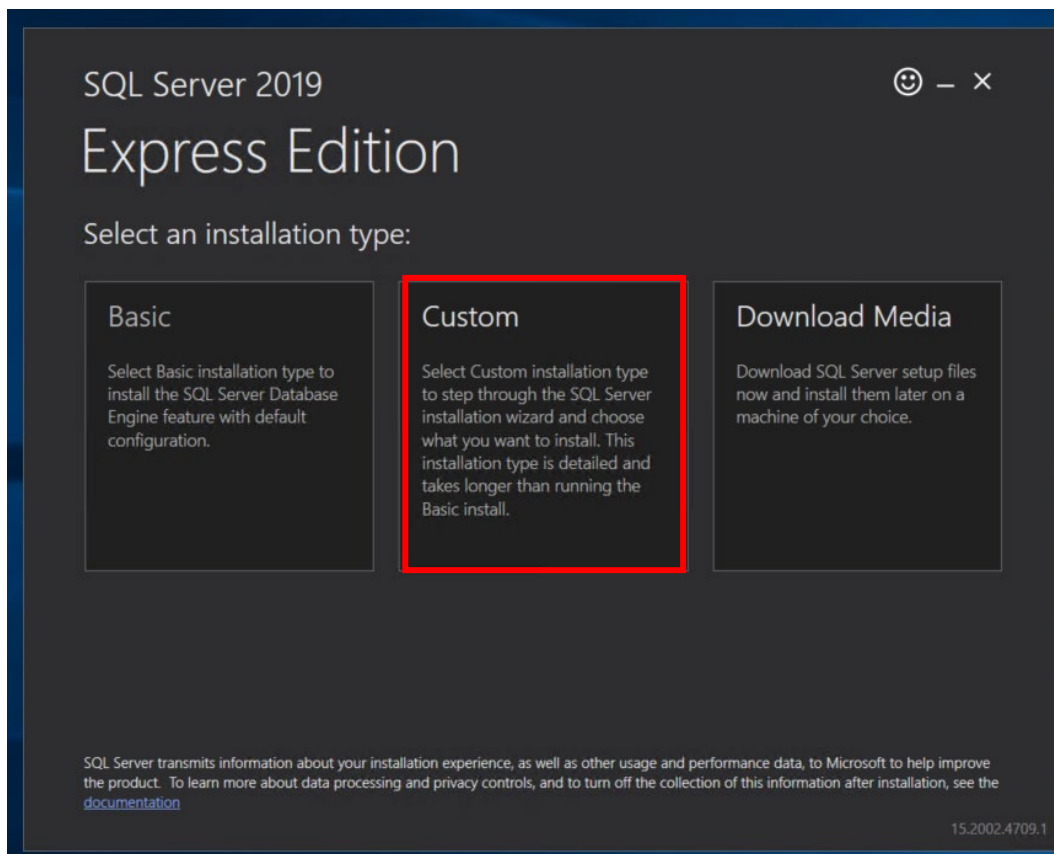 SQL Server 2019
Express Edition
Select an installation type:
Basic
Select Basic installation type to
install the SQL Server Database
Engine feature with default
configuration.
Custom
Select Custom installation type
to step through the SQL Server
installation wizard and choose
what you want to install. This
installation type is detailed and
takes longer than running the
Basic install.
Download Media
Download SQL Server setup files
now and install them later on a
machine of your choice.
SQL Server transmits information about your installation experience, as well as other usage and performance data, to Microsoft to help improve
the product. To learn more about data processing and privacy controls, and to turn off the collection of this information after installation, see the
documentation
15.2002.4709.1